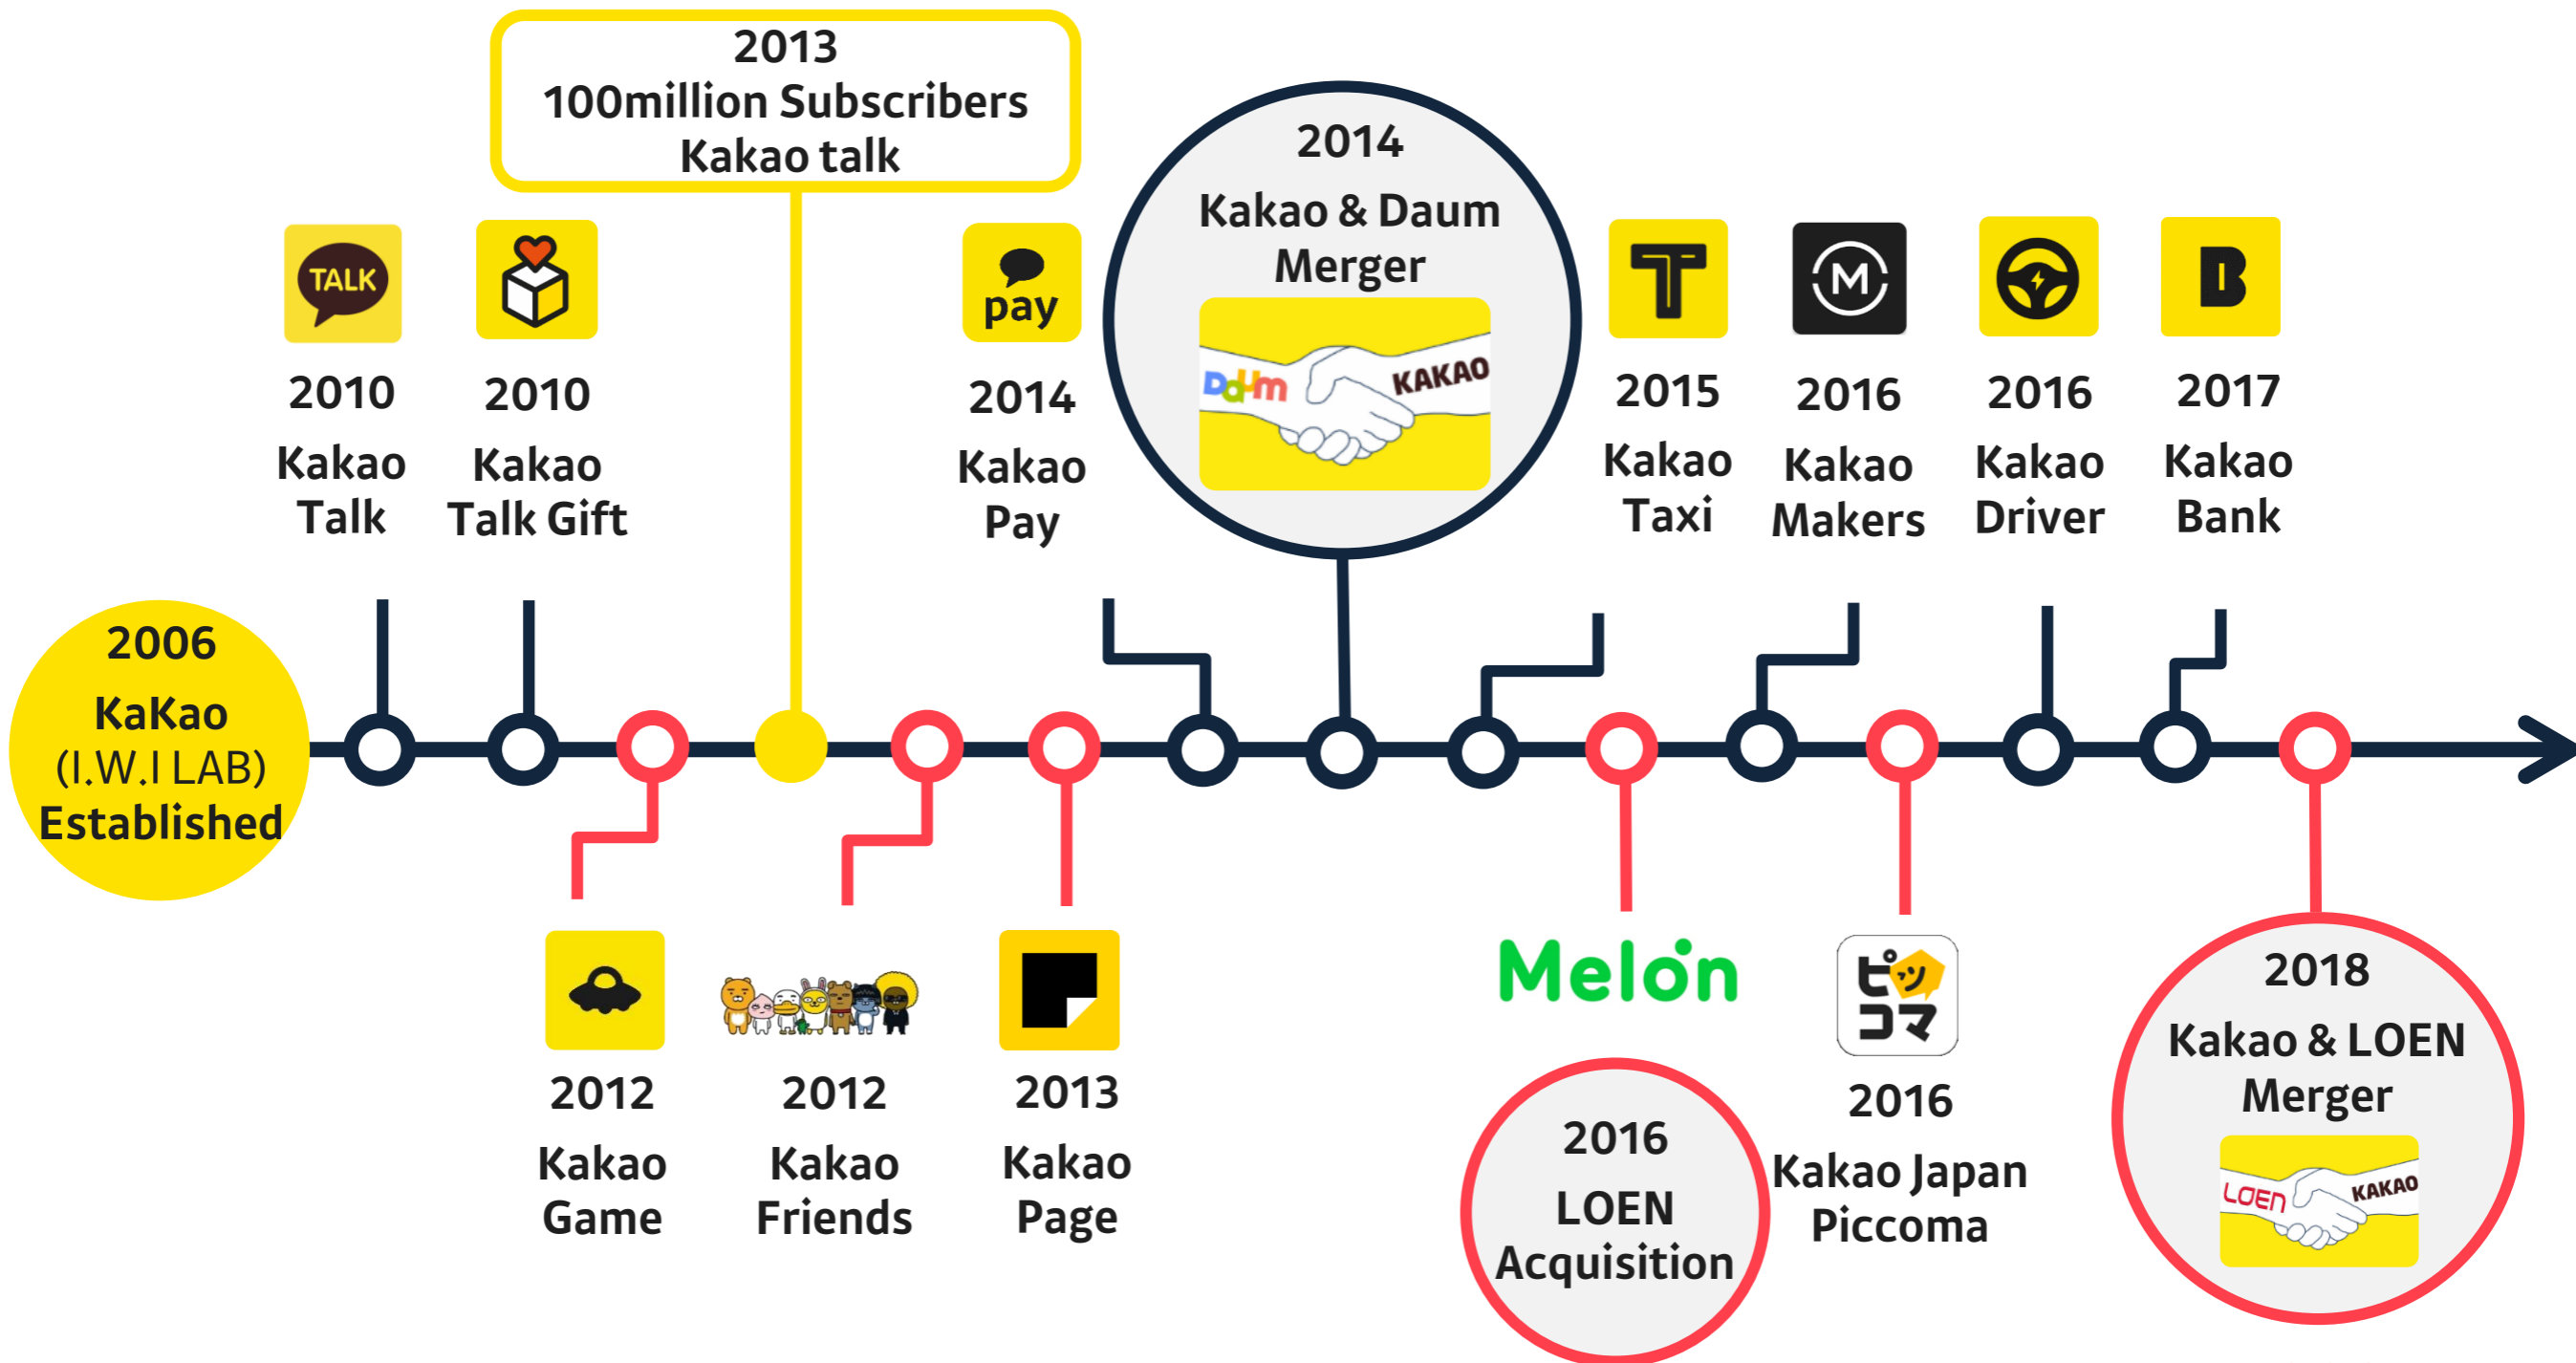 2013
100million Subscribers
Kakao talk
2014
Kakao & Daum
Merger
Daum
KAKAO
TALK
2010
Kakao
Talk
2010
Kakao
Talk Gift
pay
2014
Kakao
Pay
T
2015
Kakao
Taxi
M
2016
Kakao
Makers
2016
Kakao
Driver
B
2017
Kakao
Bank
2006
KaKao
(I.W.I LAB)
Established
2012
Kakao
Game
2012
Kakao
Friends
2013
Kakao
Page
Melon
2016
LOEN
Acquisition
ピッ
コマ
2016
Kakao Japan
Piccoma
2018
Kakao & LOEN
Merger
LOEN
KAKAO